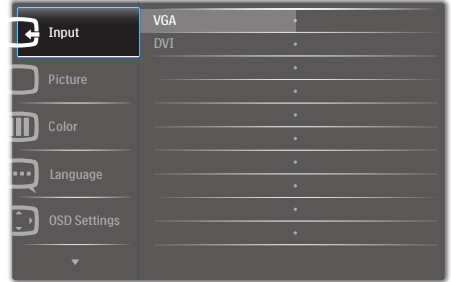 Input
VGA
DVI
Picture
Color
Language
OSD Settings